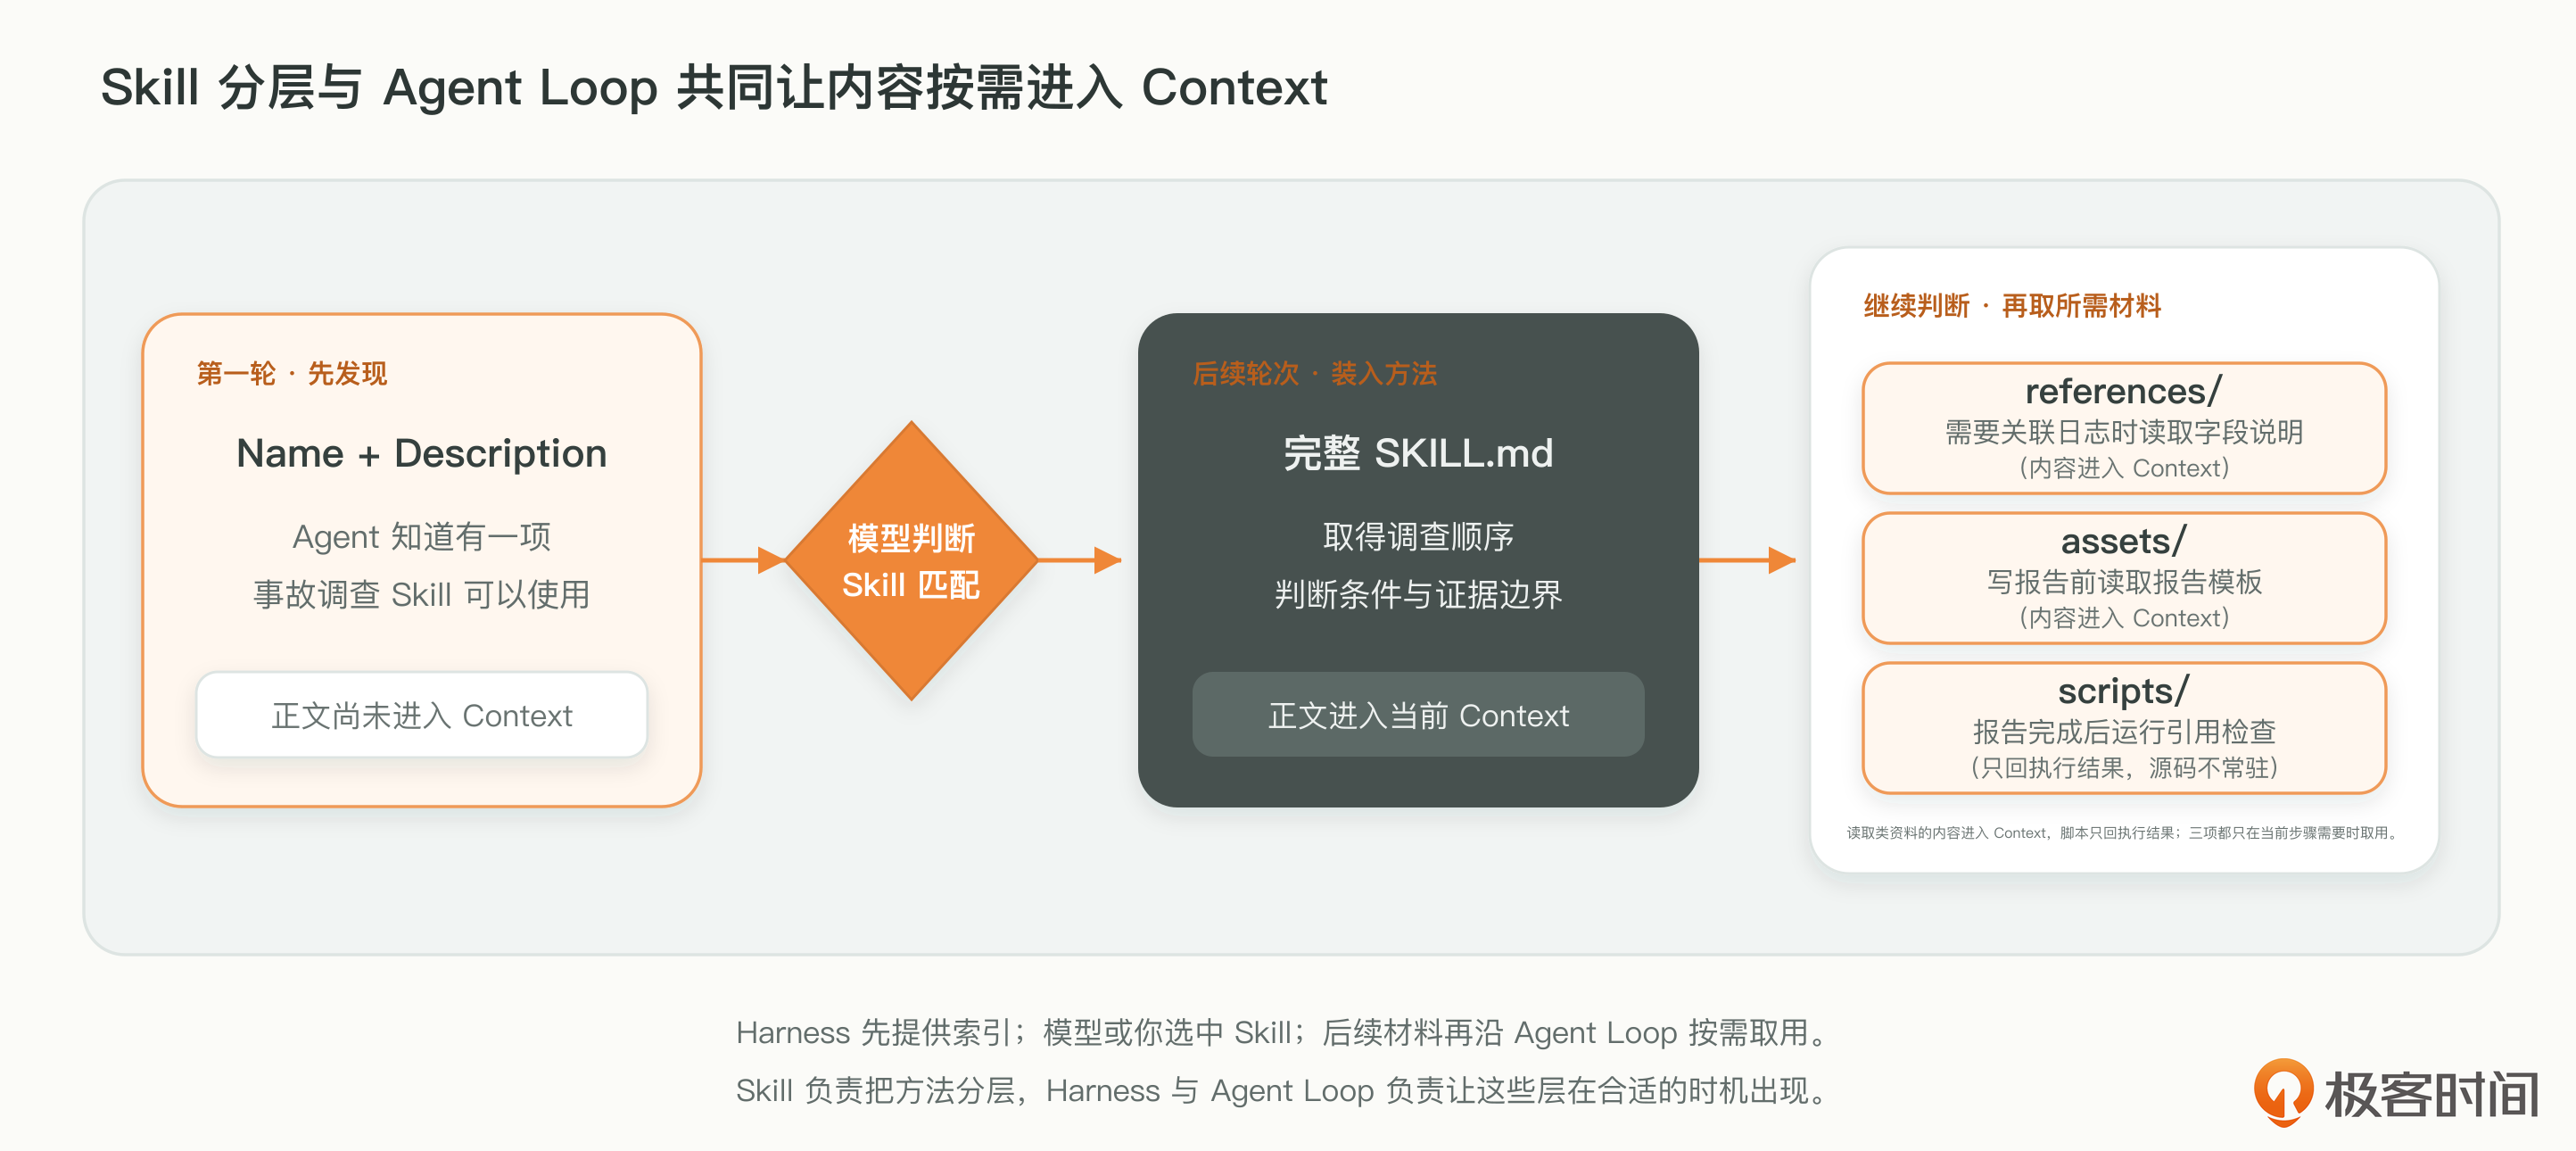 Skill 分层与 Agent Loop 共同让内容按需进入 Context
第一轮 · 先发现
Name + Description
Agent 知道有一项
事故调查 Skill 可以使用
正文尚未进入 Context
模型判断
Skill 匹配
后续轮次 · 装入方法
完整 SKILL.md
取得调查顺序
判断条件与证据边界
正文进入当前 Context
继续判断 · 再取所需材料
references/
需要关联日志时读取字段说明
（内容进入 Context）
assets/
写报告前读取报告模板
（内容进入 Context）
scripts/
报告完成后运行引用检查
（只回执行结果，源码不常驻）
读取类资料的内容进入 Context，脚本只回执行结果；三项都只在当前步骤需要时取用。
Harness 先提供索引；模型或你选中 Skill；后续材料再沿 Agent Loop 按需取用。
Skill 负责把方法分层，Harness 与 Agent Loop 负责让这些层在合适的时机出现。
极客时间